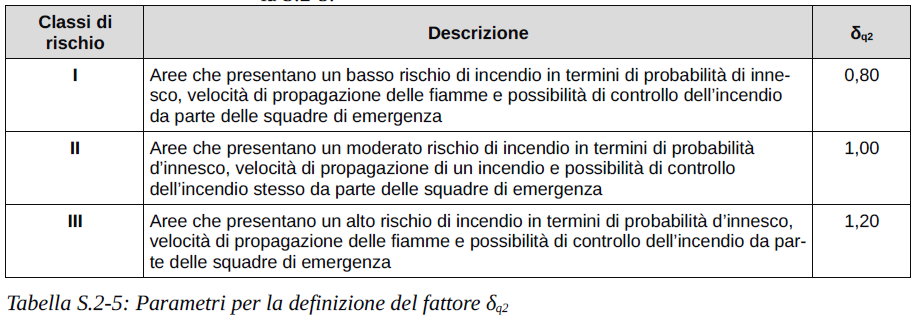 Classi di
rischio
Descrizione
δq2
I
Aree che presentano un basso rischio di incendio in termini di probabilità di inne-
sco, velocità di propagazione delle fiamme e possibilità di controllo dell'incendio
da parte delle squadre di emergenza
0,80
II
Aree che presentano un moderato rischio di incendio in termini di probabilità
d'innesco, velocità di propagazione di un incendio e possibilità di controllo
dell'incendio stesso da parte delle squadre di emergenza
1,00
III
Aree che presentano un alto rischio di incendio in termini di probabilità d'innesco,
velocità di propagazione delle fiamme e possibilità di controllo dell'incendio da par-
te delle squadre di emergenza
1,20
Tabella S.2-5: Parametri per la definizione del fattore δq2